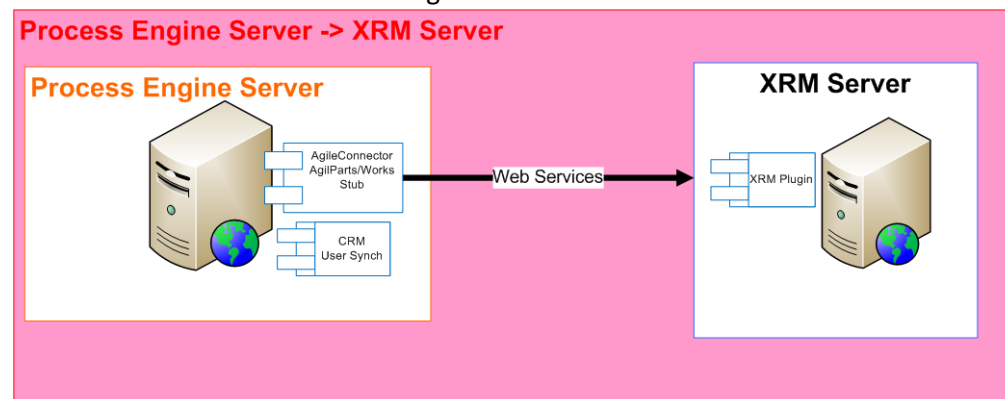 Process Engine Server -> XRM Server
Process Engine Server
XRM Server
AgileConnector
AgilParts/Works
Stub
Web Services
XRM Plugin
CRM
User Synch